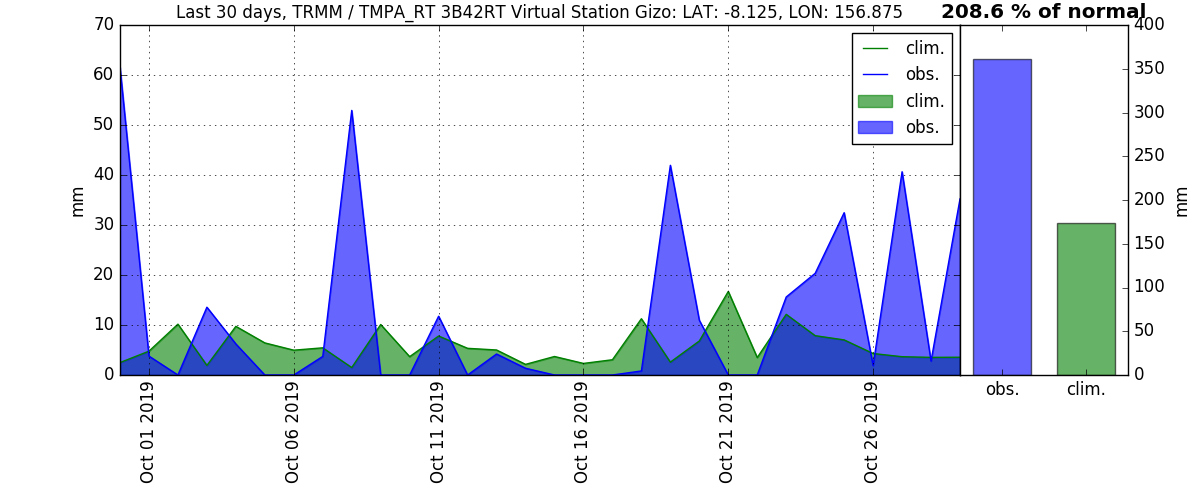 Last 30 days, TRMM / TMPA_RT 3B42RT Virtual Station Gizo: LAT: -8.125, LON: 156.875
208.6 % of normal
70
60
50
40
30
20
10
0
mm
clim.
obs.
clim.
obs.
Oct 01 2019
Oct 06 2019
Oct 11 2019
Oct 16 2019
Oct 21 2019
Oct 26 2019
400
350
300
250
200
150
100
50
0
mm
obs.
clim.